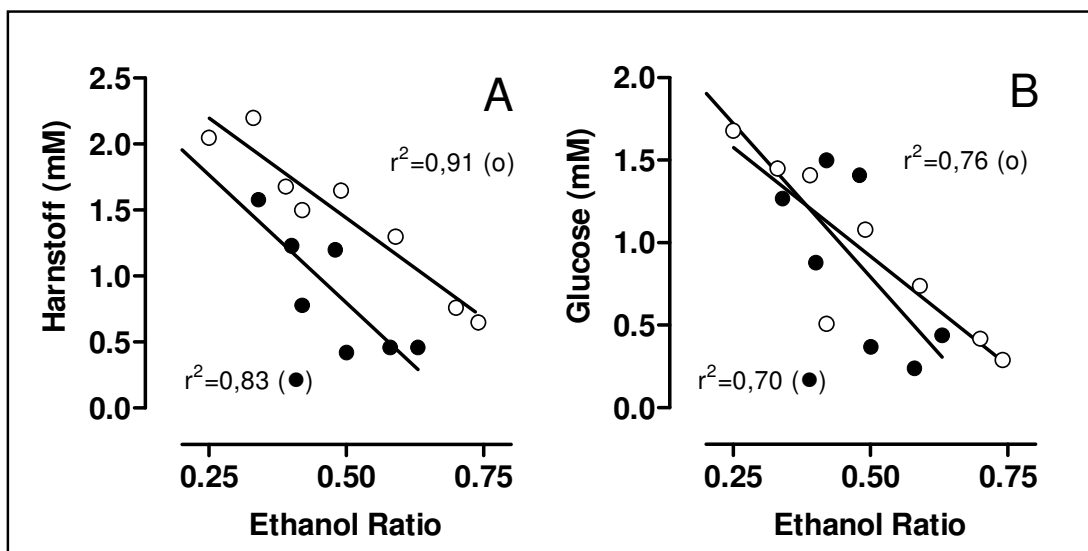 A
Harnstoff (mM)
2.5
2.0
1.5
1.0
0.5
0.0
r²=0,91 (o)
r²=0,83 (●)
0.25 0.50 0.75
Ethanol Ratio
B
Glucose (mM)
2.0
1.5
1.0
0.5
0.0
r²=0,76 (o)
r²=0,70 (●)
0.25 0.50 0.75
Ethanol Ratio